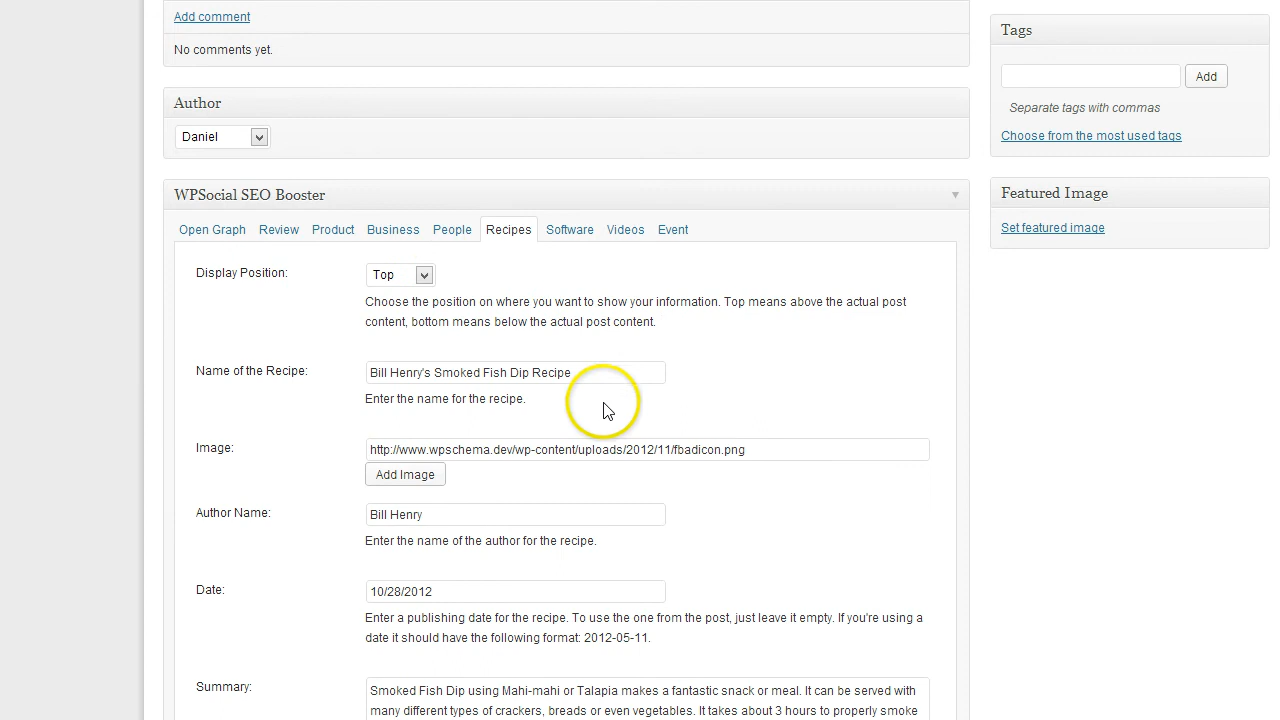 Add comment
No comments yet.
Author
Daniel
WPSocial SEO Booster
Open Graph Review Product Business People Recipes Software Videos Event
Display Position:
Top
Choose the position on where you want to show your information. Top means above the actual post
content, bottom means below the actual post content.
Name of the Recipe:
Bill Henry's Smoked Fish Dip Recipe
Enter the name for the recipe.
Image:
http://www.wpschema.dev/wp-content/uploads/2012/11/fbadicon.png
Add Image
Author Name:
Bill Henry
Enter the name of the author for the recipe.
Date:
10/28/2012
Enter a publishing date for the recipe. To use the one from the post, just leave it empty. If you're using a
date it should have the following format: 2012-05-11.
Summary:
Smoked Fish Dip using Mahi-mahi or Talapia makes a fantastic snack or meal. It can be served with
many different types of crackers, breads or even vegetables. It takes about 3 hours to properly smoke
Tags
Add
Separate tags with commas
Choose from the most used tags
Featured Image
Set featured image